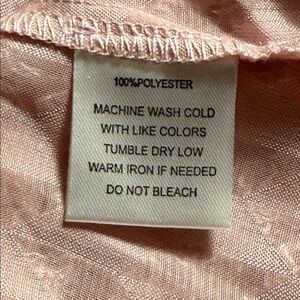 100%POLYESTER
MACHINE WASH COLD
WITH LIKE COLORS
TUMBLE DRY LOW
WARM IRON IF NEEDED
DO NOT BLEACH